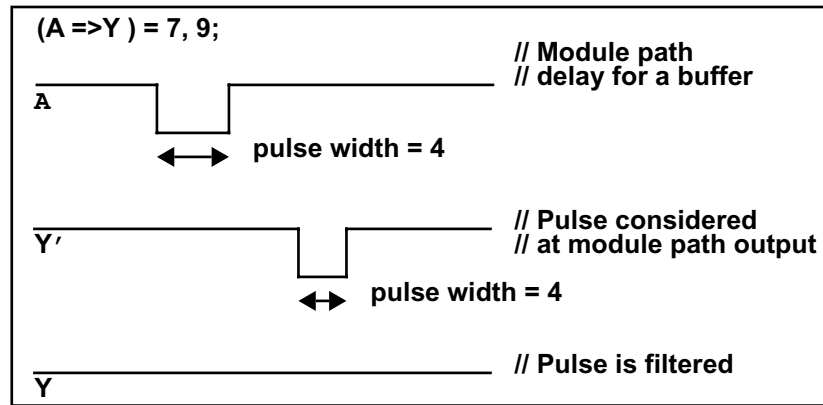 (A =>Y ) = 7, 9;
// Module path
// delay for a buffer
A
pulse width = 4
Y′
// Pulse considered
// at module path output
pulse width = 4
// Pulse is filtered
Y